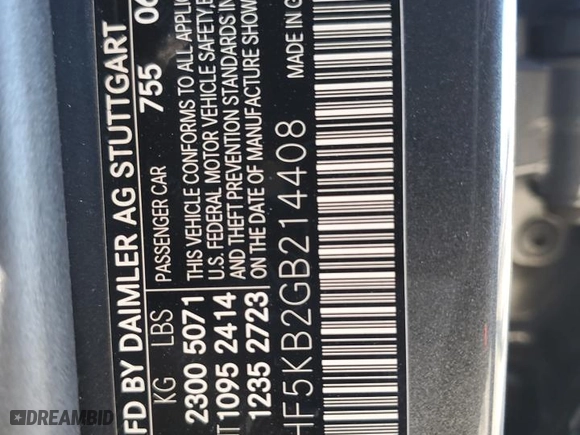 FD BY DAIMLER AG STUTTGART
755 06
KG LBS PASSENGER CAR
2300 5071
1095 2414
1235 2723
THIS VEHICLE CONFORMS TO ALL
U.S. FEDERAL MOTOR VEHICLE SAFETY,
AND THEFT PREVENTION STANDARDS IN
ON THE DATE OF MANUFACTURE SHOWN
MADE IN G
HF5KB2GB214408
DREAMBID